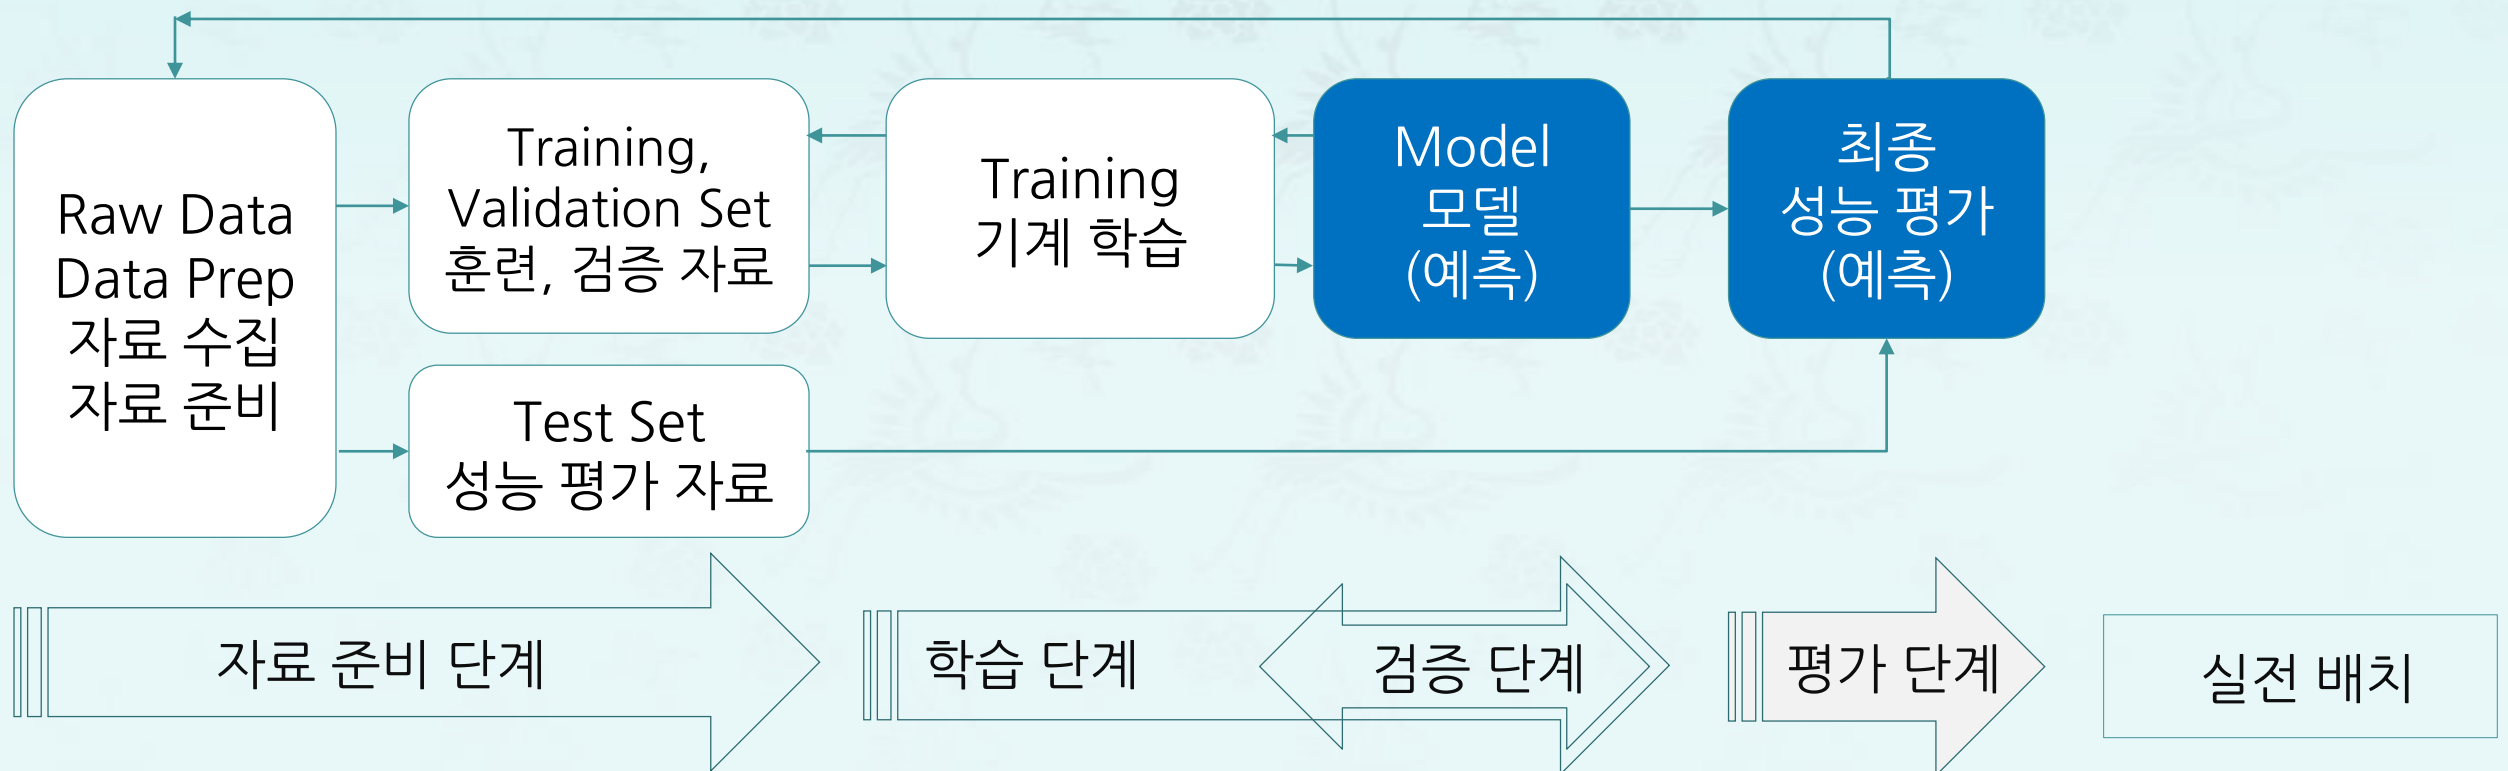 Raw Data
Data Prep
자료 수집
자료 준비
Training,
Validation Set
훈련, 검증 자료
Test Set
성능 평가 자료
Training
기계 학습
Model
모델
(예측)
최종
성능 평가
(예측)
자료 준비 단계
학습 단계
검증 단계
평가 단계
실전 배치